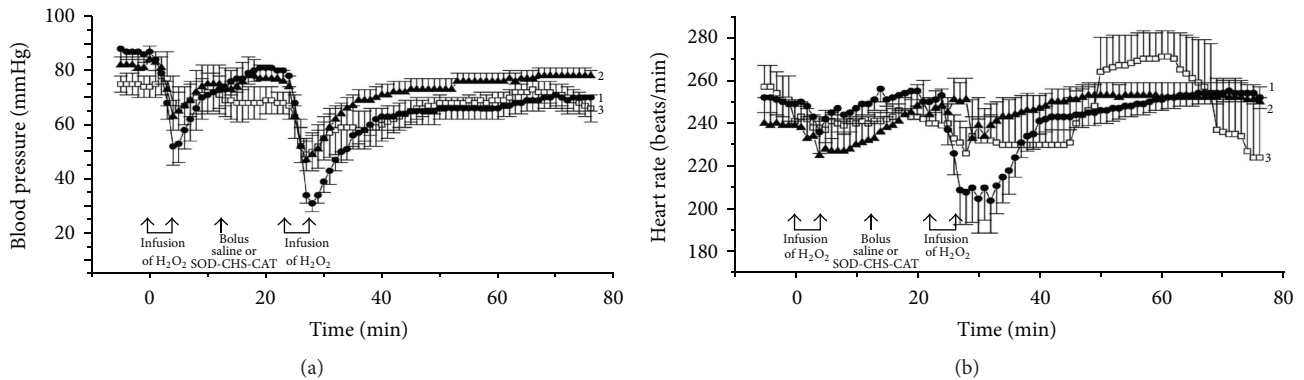 100
80
60
40
20
Blood pressure (mmHg)
2
1
3
Infusion
of H₂O₂
Bolus
saline or
SOD-CHS-CAT
Infusion
of H₂O₂
0
20
40
60
80
Time (min)
(a)
280
260
240
220
200
180
Heart rate (beats/min)
1
2
3
Infusion
of H₂O₂
Bolus
saline or
SOD-CHS-CAT
Infusion
of H₂O₂
0
20
40
60
80
Time (min)
(b)